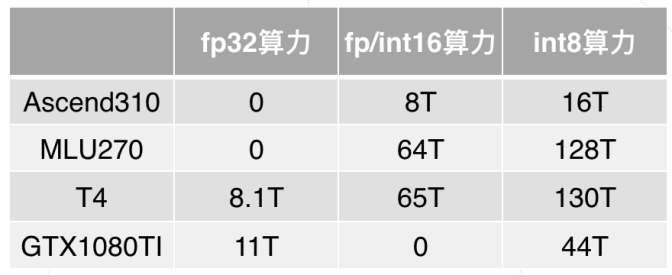 fp32算力 fp/int16算力 int8算力
Ascend310 0 8T 16T
MLU270 0 64T 128T
T4 8.1T 65T 130T
GTX1080TI 11T 0 44T